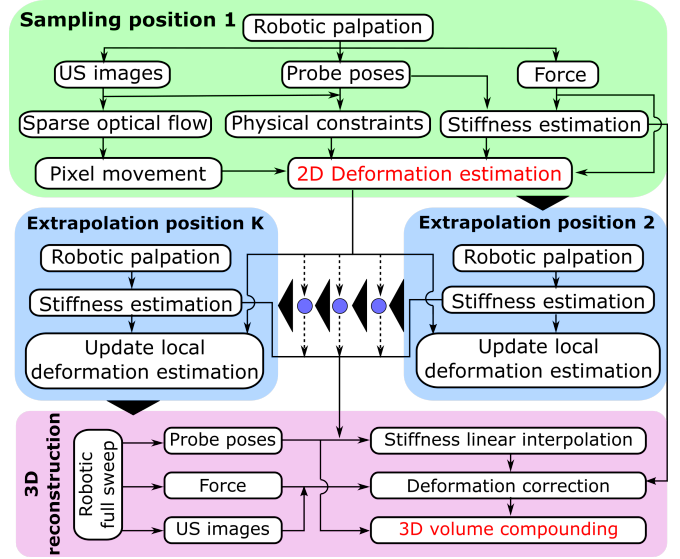 Sampling position 1
Robotic palpation
US images
Probe poses
Force
Sparse optical flow
Physical constraints
Stiffness estimation
Pixel movement
2D Deformation estimation
Extrapolation position K
Robotic palpation
Stiffness estimation
Update local
deformation estimation
Extrapolation position 2
Robotic palpation
Stiffness estimation
Update local
deformation estimation
3D
reconstruction
Robotic
full sweep
Probe poses
Force
US images
Stiffness linear interpolation
Deformation correction
3D volume compounding